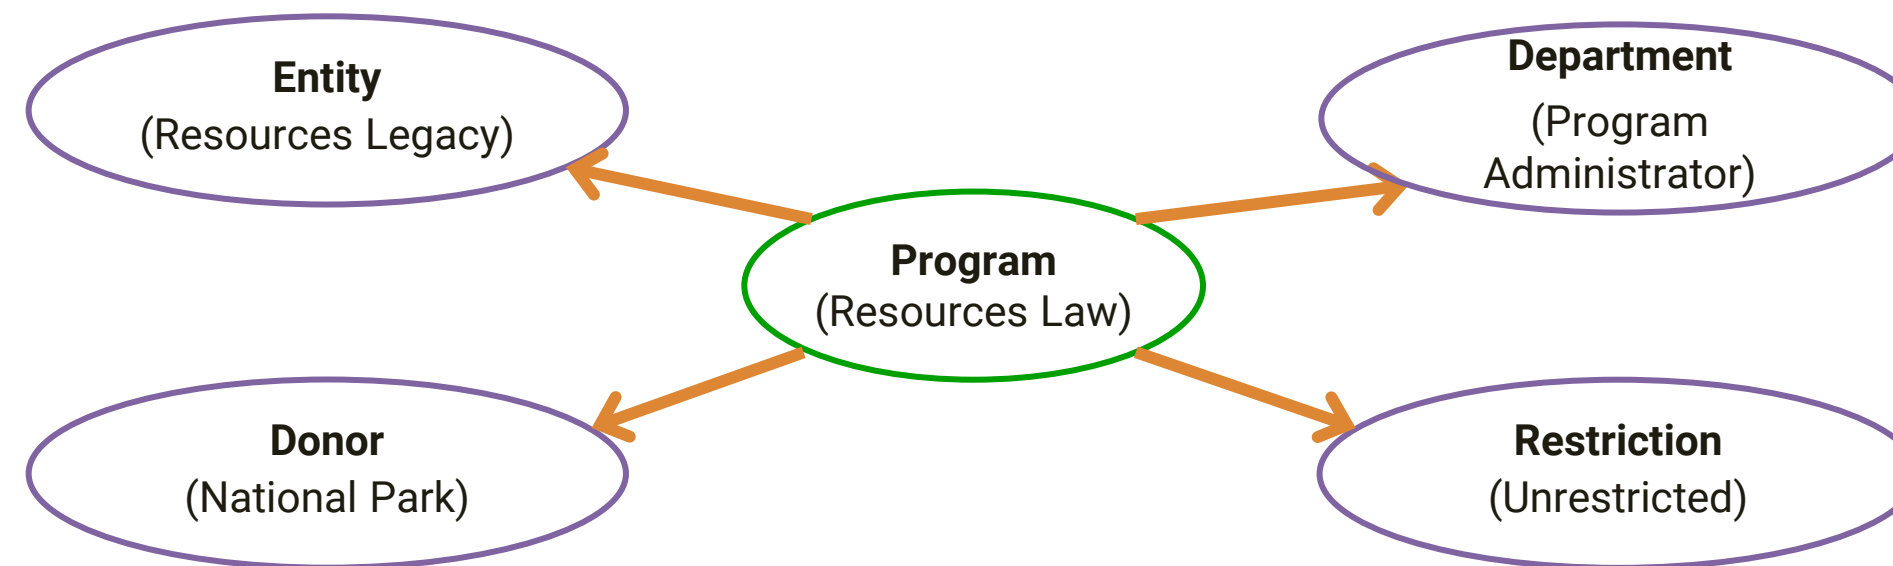 Entity
(Resources Legacy)
Department
(Program
Administrator)
Program
(Resources Law)
Donor
(National Park)
Restriction
(Unrestricted)